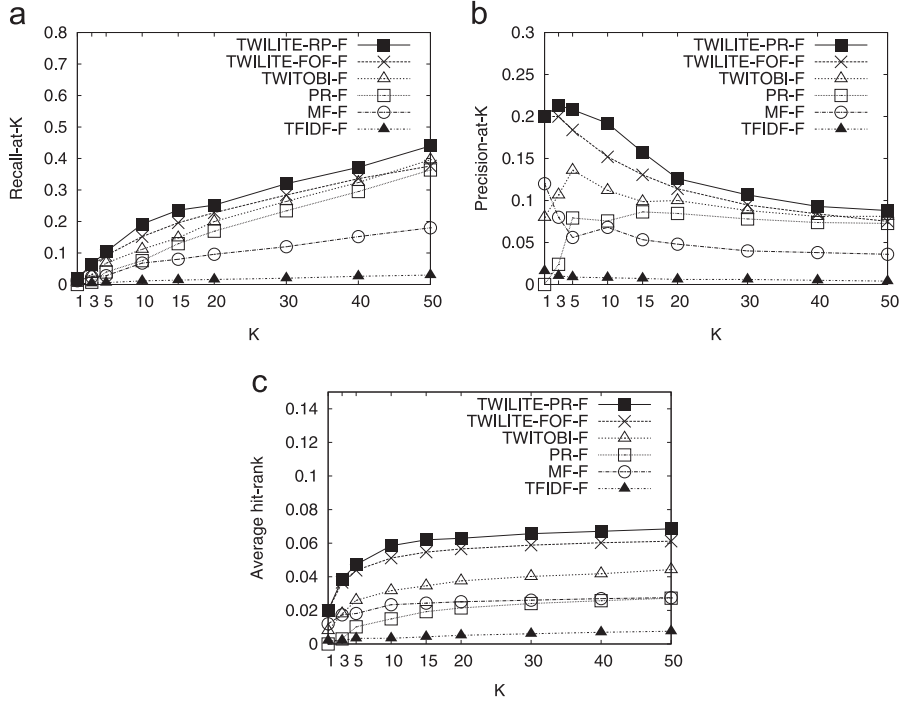 a
0.8
0.7
0.6
0.5
0.4
0.3
0.2
0.1
0
Recall-at-K
TWILITE-RP-F
TWILITE-FOF-F
TWITOBI-F
PR-F
MF-F
TFIDF-F
1 3 5 10 15 20 30 40 50
K
b
0.3
0.25
0.2
0.15
0.1
0.05
0
Precision-at-K
TWILITE-PR-F
TWILITE-FOF-F
TWITOBI-F
PR-F
MF-F
TFIDF-F
1 3 5 10 15 20 30 40 50
K
c
0.14
0.12
0.1
0.08
0.06
0.04
0.02
0
Average hit-rank
TWILITE-PR-F
TWILITE-FOF-F
TWITOBI-F
PR-F
MF-F
TFIDF-F
1 3 5 10 15 20 30 40 50
K